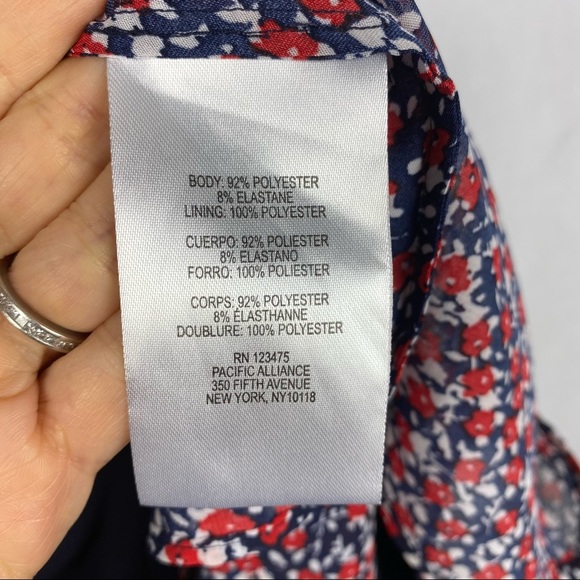 BODY: 92% POLYESTER
8% ELASTANE
LINING: 100% POLYESTER
CUERPO: 92% POLIESTER
8% ELASTANO
FORRO: 100% POLIESTER
CORPS: 92% POLYESTER
8% ÉLASTHANNE
DOUBLURE: 100% POLYESTER
RN 123475
PACIFIC ALLIANCE
350 FIFTH AVENUE
NEW YORK, NY10118